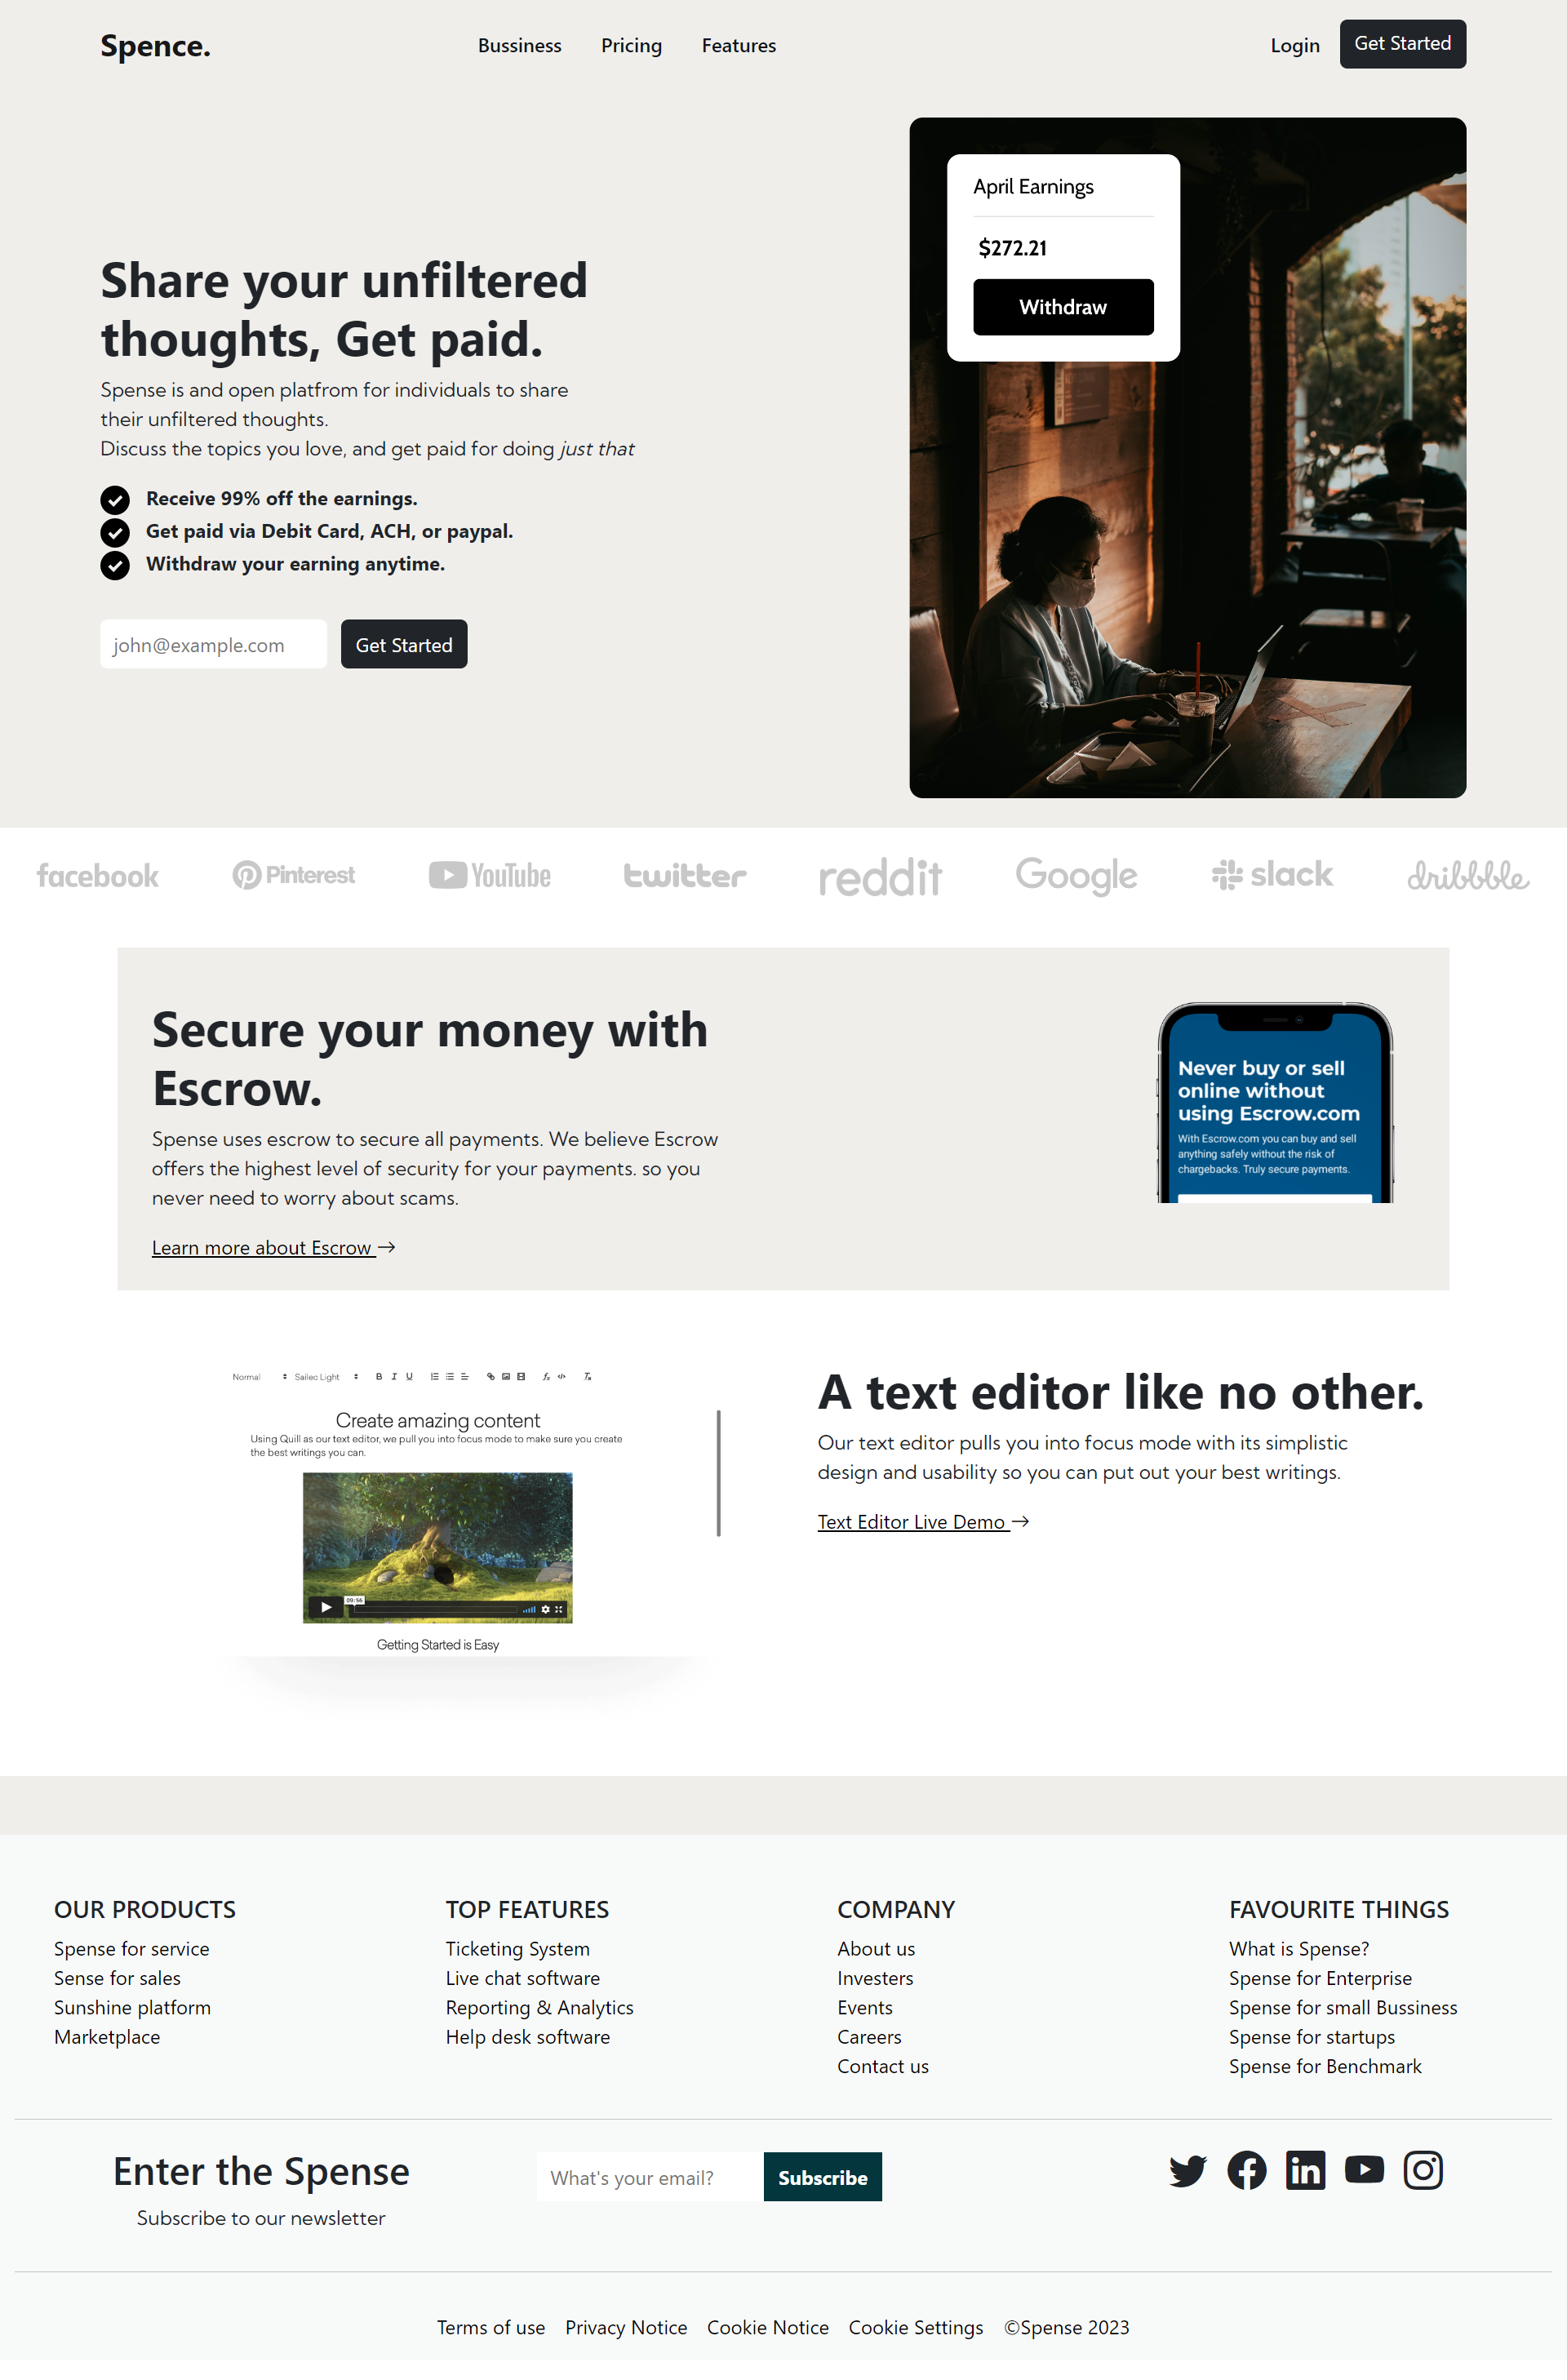 Spence.
Bussiness Pricing Features
Login Get Started
April Earnings
$272.21
Withdraw
Share your unfiltered
thoughts, Get paid.
Spense is and open platfrom for individuals to share
their unfiltered thoughts.
Discuss the topics you love, and get paid for doing just that
Receive 99% off the earnings.
Get paid via Debit Card, ACH, or paypal.
Withdraw your earning anytime.
john@example.com Get Started
facebook Pinterest YouTube twitter reddit Google slack dribbble
Secure your money with
Escrow.
Spense uses escrow to secure all payments. We believe Escrow
offers the highest level of security for your payments. so you
never need to worry about scams.
Learn more about Escrow →
Never buy or sell
online without
using Escrow.com
With Escrow.com you can buy and sell
anything safely without the risk of
chargebacks. Truly secure payments.
Normal Sailec Light B I U
Create amazing content
Using Quill as our text editor, we pull you into focus mode to make sure you create
the best writings you can.
09:56
Getting Started is Easy
A text editor like no other.
Our text editor pulls you into focus mode with its simplistic
design and usability so you can put out your best writings.
Text Editor Live Demo →
OUR PRODUCTS
Spense for service
Sense for sales
Sunshine platform
Marketplace
TOP FEATURES
Ticketing System
Live chat software
Reporting & Analytics
Help desk software
COMPANY
About us
Investers
Events
Careers
Contact us
FAVOURITE THINGS
What is Spense?
Spense for Enterprise
Spense for small Bussiness
Spense for startups
Spense for Benchmark
Enter the Spense
Subscribe to our newsletter
What's your email? Subscribe
Terms of use Privacy Notice Cookie Notice Cookie Settings ©Spense 2023